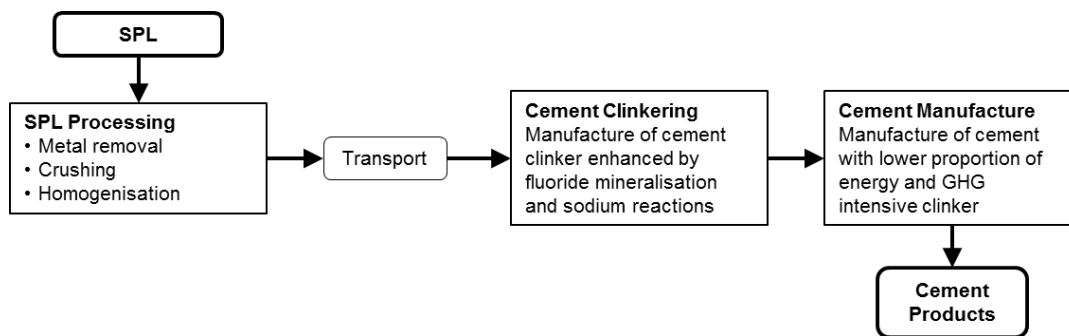 SPL
SPL Processing
• Metal removal
• Crushing
• Homogenisation
Transport
Cement Clinkering
Manufacture of cement
clinker enhanced by
fluoride mineralisation
and sodium reactions
Cement Manufacture
Manufacture of cement
with lower proportion of
energy and GHG
intensive clinker
Cement
Products